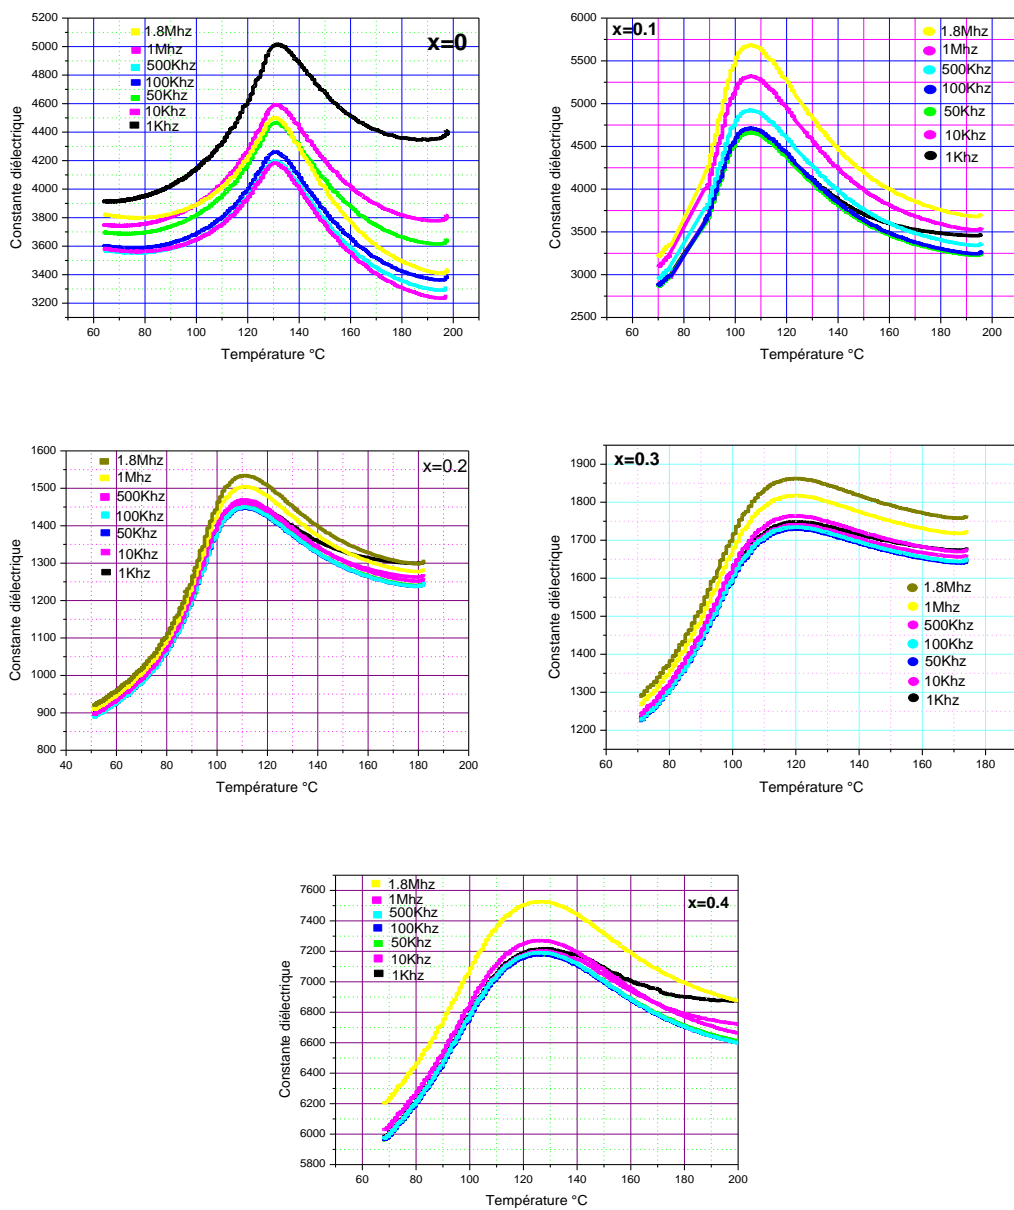 x=0
1.8Mhz
1Mhz
500Khz
100Khz
50Khz
10Khz
1Khz
5200
5000
4800
4600
4400
4200
4000
3800
3600
3400
3200
60 80 100 120 140 160 180 200
Constante diélectrique
Température °C
x=0.1
1.8Mhz
1Mhz
500Khz
100Khz
50Khz
10Khz
1Khz
6000
5500
5000
4500
4000
3500
3000
2500
60 80 100 120 140 160 180 200
Constante diélectrique
Température °C
x=0.2
1.8Mhz
1Mhz
500Khz
100Khz
50Khz
10Khz
1Khz
1600
1500
1400
1300
1200
1100
1000
900
800
40 60 80 100 120 140 160 180 200
Constante diélectrique
Température °C
x=0.3
1900
1800
1700
1600
1500
1400
1300
1200
1.8Mhz
1Mhz
500Khz
100Khz
50Khz
10Khz
1Khz
60 80 100 120 140 160 180
Constante diélectrique
Température °C
x=0.4
1.8Mhz
1Mhz
500Khz
100Khz
50Khz
10Khz
1Khz
7600
7400
7200
7000
6800
6600
6400
6200
6000
5800
60 80 100 120 140 160 180 200
Constante diélectrique
Température °C